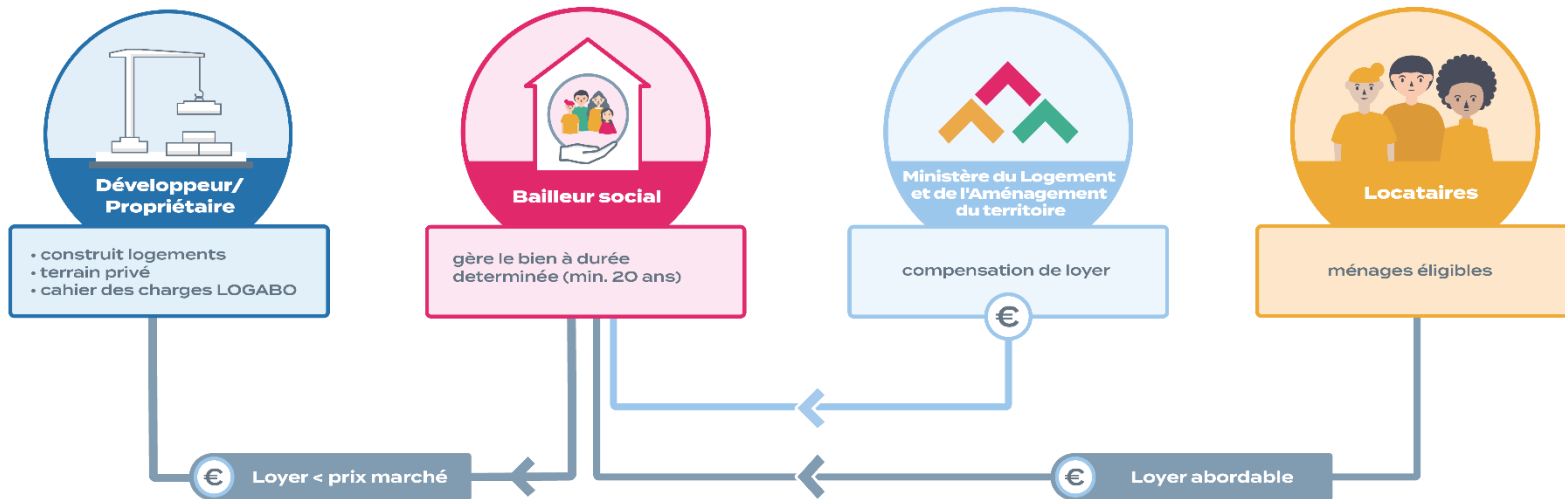 Développeur/
Propriétaire
• construit logements
• terrain privé
• cahier des charges LOGABO
Bailleur social
gère le bien à durée
determinée (min. 20 ans)
Ministère du Logement
et de l'Aménagement
du territoire
compensation de loyer
€
Locataires
ménages éligibles
€ Loyer < prix marché
€ Loyer abordable